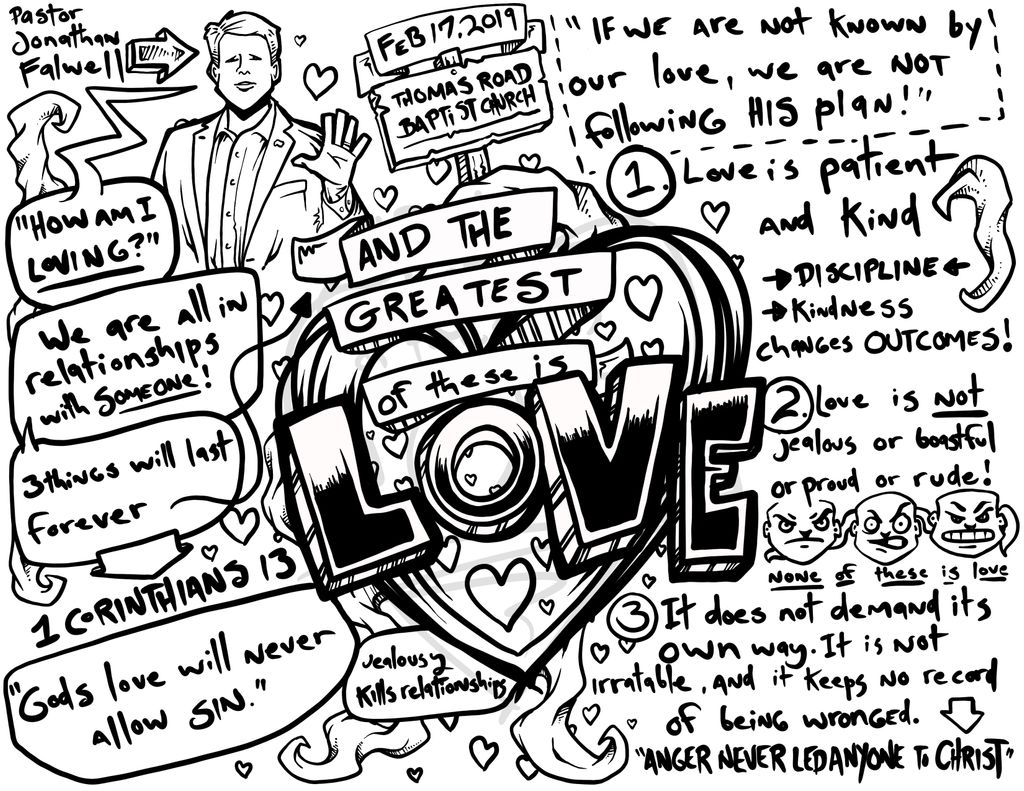 Pastor
Jonathan
Falwell
FEB 17. 2019
THOMAS ROAD
BAPTIST CHURCH
"IF WE ARE NOT KNOWN by
our love, we are NOT
following HIS plan!"
"HOW AM I
LOVING?"
We are all in
relationships
with SOMEONE!
3 things will last
forever
1 CORINTHIANS 13
"Gods love will never
allow SIN."
AND THE
GREATEST
of these is
LOVE
Jealousy
Kills relationships
1. Love is patient
and Kind
DISCIPLINE
Kindness
changes OUTCOMES!
2. Love is not
jealous or boastful
or proud or rude!
NONE of these is love
3 It does not demand its
own way. It is not
irratable, and it keeps no record
of being wronged.
"ANGER NEVER LED ANYONE to CHRIST"